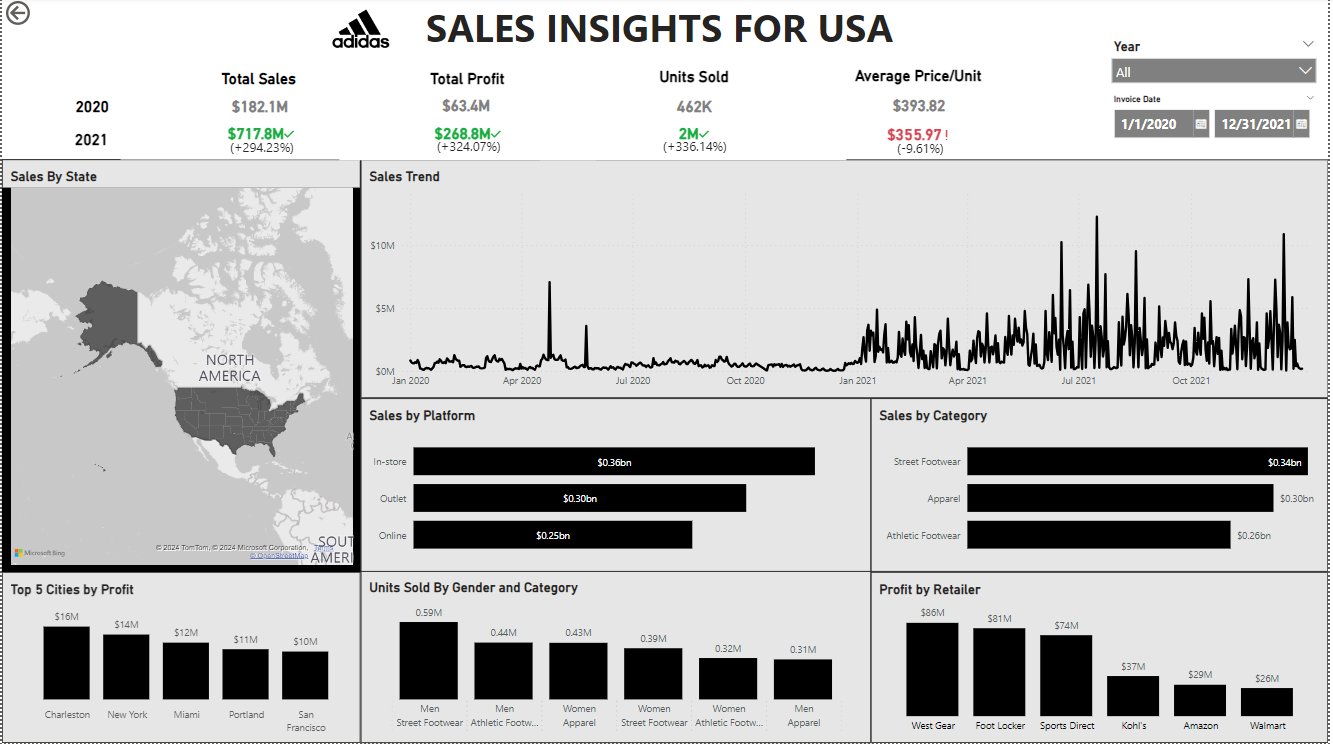 adidas
SALES INSIGHTS FOR USA
Year
All
Invoice Date
1/1/2020
12/31/2021
Total Sales
Total Profit
Units Sold
Average Price/Unit
2020
$182.1M
$63.4M
462K
$393.82
2021
$717.8M
$268.8M
2M
$355.97 !
(+294.23%)
(+324.07%)
(+336.14%)
(-9.61%)
Sales By State
NORTH
AMERICA
SOUT
AMERI
A
Microsoft Bing
© 2024 TomTom, © 2024 Microsoft Corporation, Terms
© OpenStreetMap
Sales Trend
$10M
$5M
$0M
Jan 2020
Apr 2020
Jul 2020
Oct 2020
Jan 2021
Apr 2021
Jul 2021
Oct 2021
Sales by Platform
In-store
$0.36bn
Outlet
$0.30bn
Online
$0.25bn
Sales by Category
Street Footwear
$0.34bn
Apparel
$0.30bn
Athletic Footwear
$0.26bn
Top 5 Cities by Profit
$16M
$14M
$12M
$11M
$10M
Charleston
New York
Miami
Portland
San
Francisco
Units Sold By Gender and Category
0.59M
0.44M
0.43M
0.39M
0.32M
0.31M
Men
Street Footwear
Men
Athletic Footw...
Women
Apparel
Women
Street Footwear
Women
Athletic Footw...
Men
Apparel
Profit by Retailer
$86M
$81M
$74M
$37M
$29M
$26M
West Gear
Foot Locker
Sports Direct
Kohl's
Amazon
Walmart